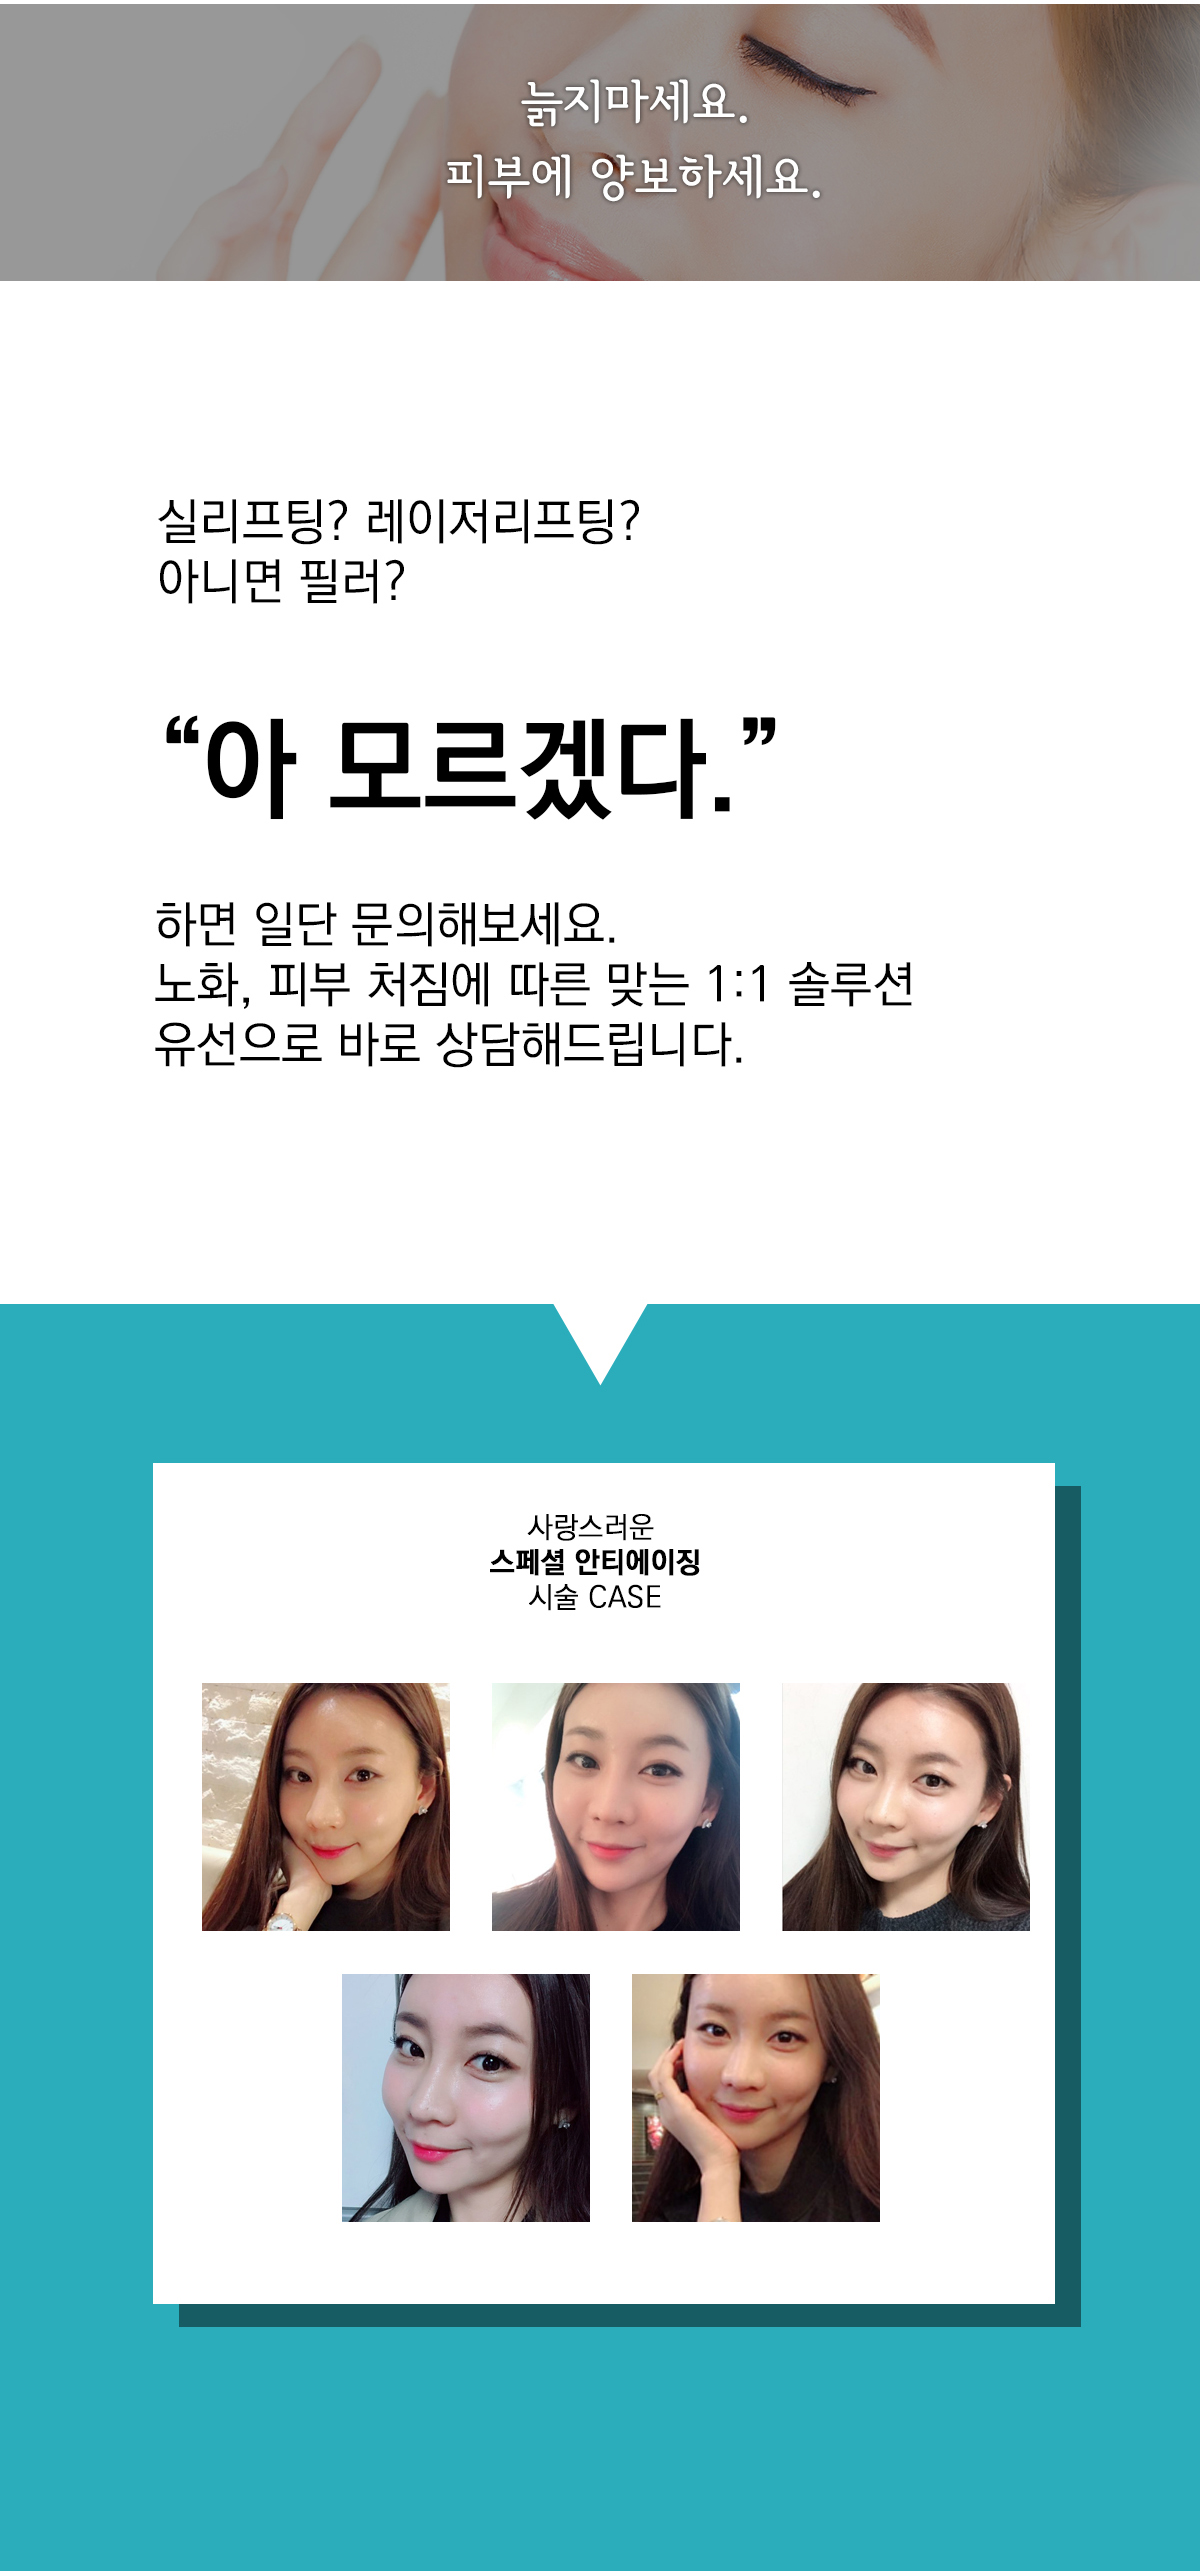 늙지마세요.
피부에 양보하세요.
실리프팅? 레이저리프팅?
아니면 필러?
“아 모르겠다.”
하면 일단 문의해보세요.
노화, 피부 처짐에 따른 맞는 1:1 솔루션
유선으로 바로 상담해드립니다.
사랑스러운
스페셜 안티에이징
시술 CASE